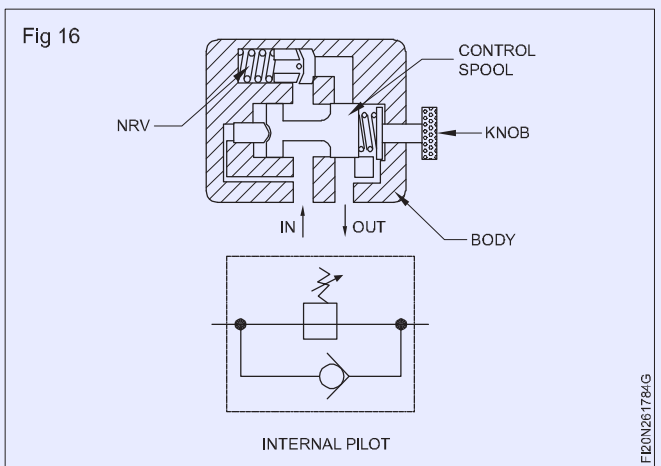 Fig 16
CONTROL
SPOOL
NRV
KNOB
IN
OUT
BODY
INTERNAL PILOT
FI20N261784G